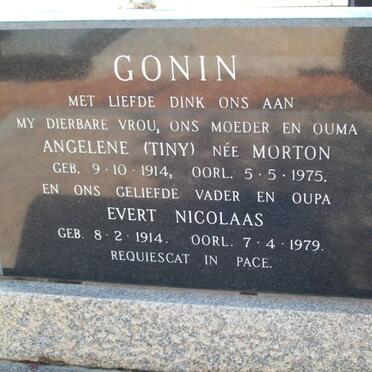 GONIN
MET LIEFDE DINK ONS AAN
MY DIERBARE VROU, ONS MOEDER EN OUMA
ANGELENE (TINY) NÉE MORTON
GEB. 9·10·1914, OORL. 5·5·1975.
EN ONS GELIEFDE VADER EN OUPA
EVERT NICOLAAS
GEB. 8·2·1914. OORL. 7·4·1979.
REQUIESCAT IN PACE.